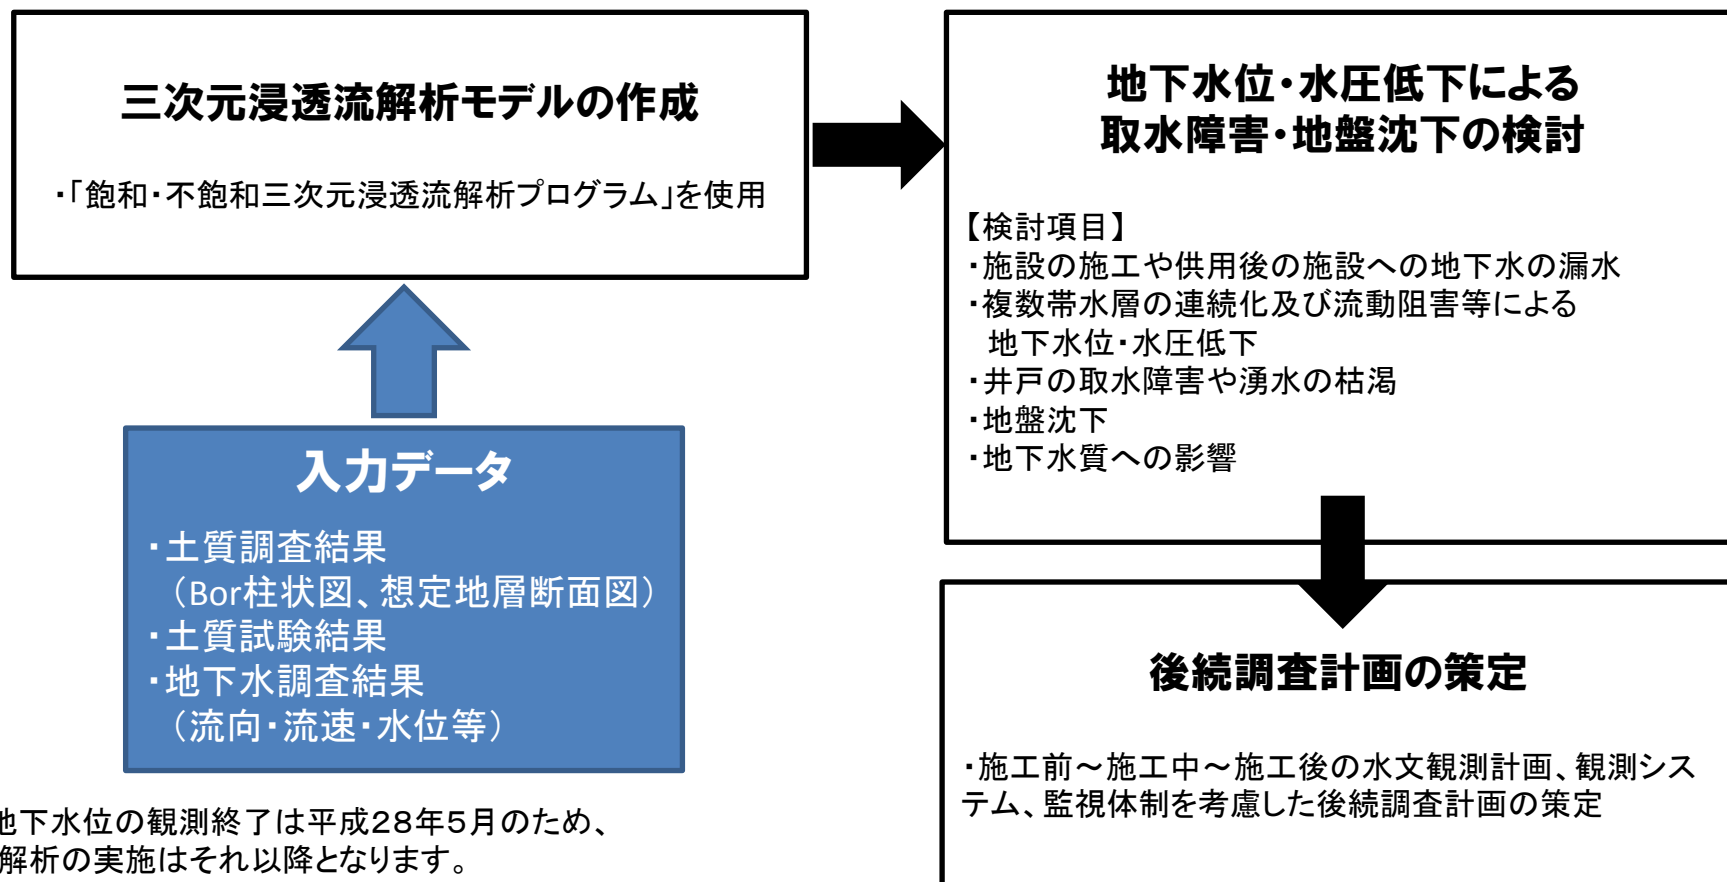 三次元浸透流解析モデルの作成
・「飽和・不飽和三次元浸透流解析プログラム」を使用
入力データ
・土質調査結果
（Bor柱状図、想定地層断面図）
・土質試験結果
・地下水調査結果
（流向・流速・水位等）
地下水位の観測終了は平成２８年５月のため、
解析の実施はそれ以降となります。
地下水位・水圧低下による
取水障害・地盤沈下の検討
【検討項目】
・施設の施工や供用後の施設への地下水の漏水
・複数帯水層の連続化及び流動阻害等による
地下水位・水圧低下
・井戸の取水障害や湧水の枯渇
・地盤沈下
・地下水質への影響
後続調査計画の策定
・施工前～施工中～施工後の水文観測計画、観測シス
テム、監視体制を考慮した後続調査計画の策定